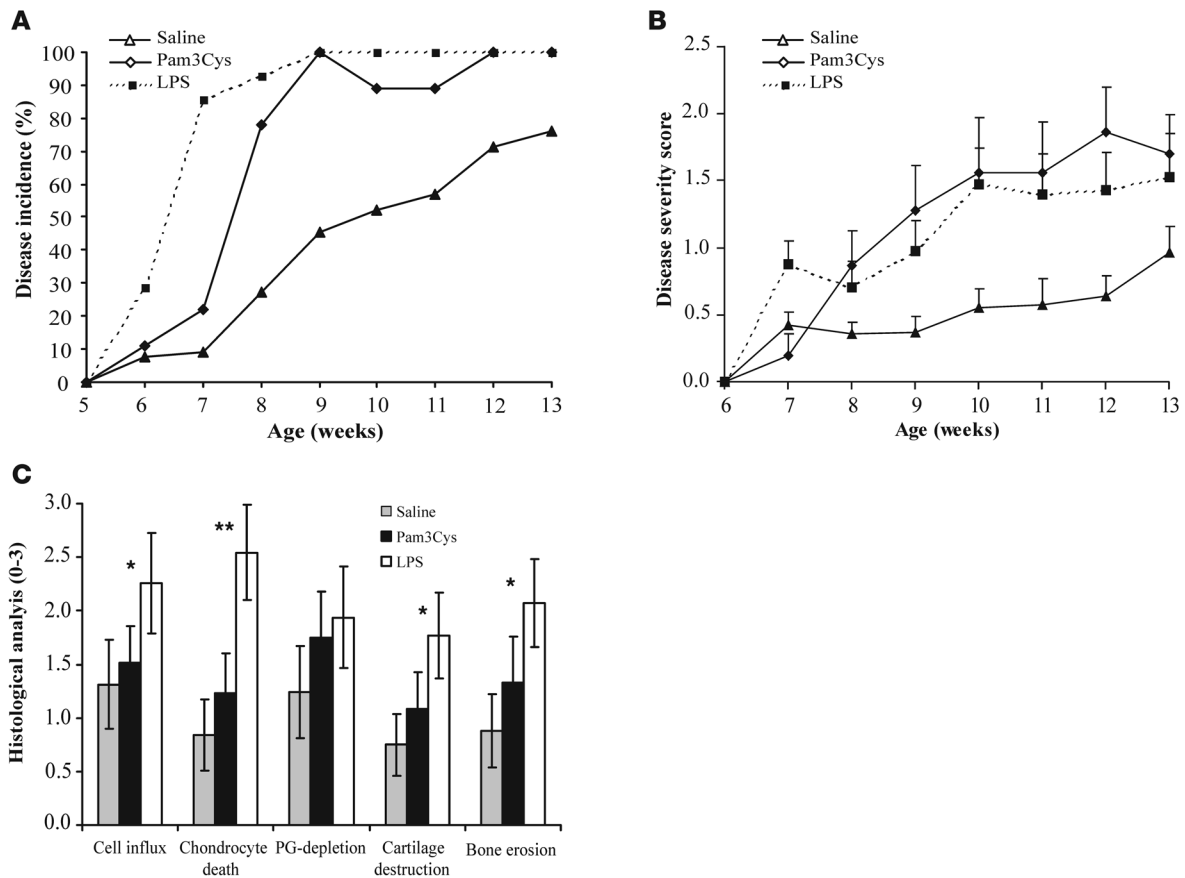 A
Saline
Pam3Cys
LPS
Disease incidence (%)
100
90
80
70
60
50
40
30
20
10
0
5 6 7 8 9 10 11 12 13
Age (weeks)
B
Saline
Pam3Cys
LPS
Disease severity score
2.5
2.0
1.5
1.0
0.5
0.0
6 7 8 9 10 11 12 13
Age (weeks)
C
Saline
Pam3Cys
LPS
Histological analyis (0-3)
3.0
2.5
2.0
1.5
1.0
0.5
0.0
* ** * *
Cell influx Chondrocyte PG-depletion Cartilage Bone erosion
death destruction